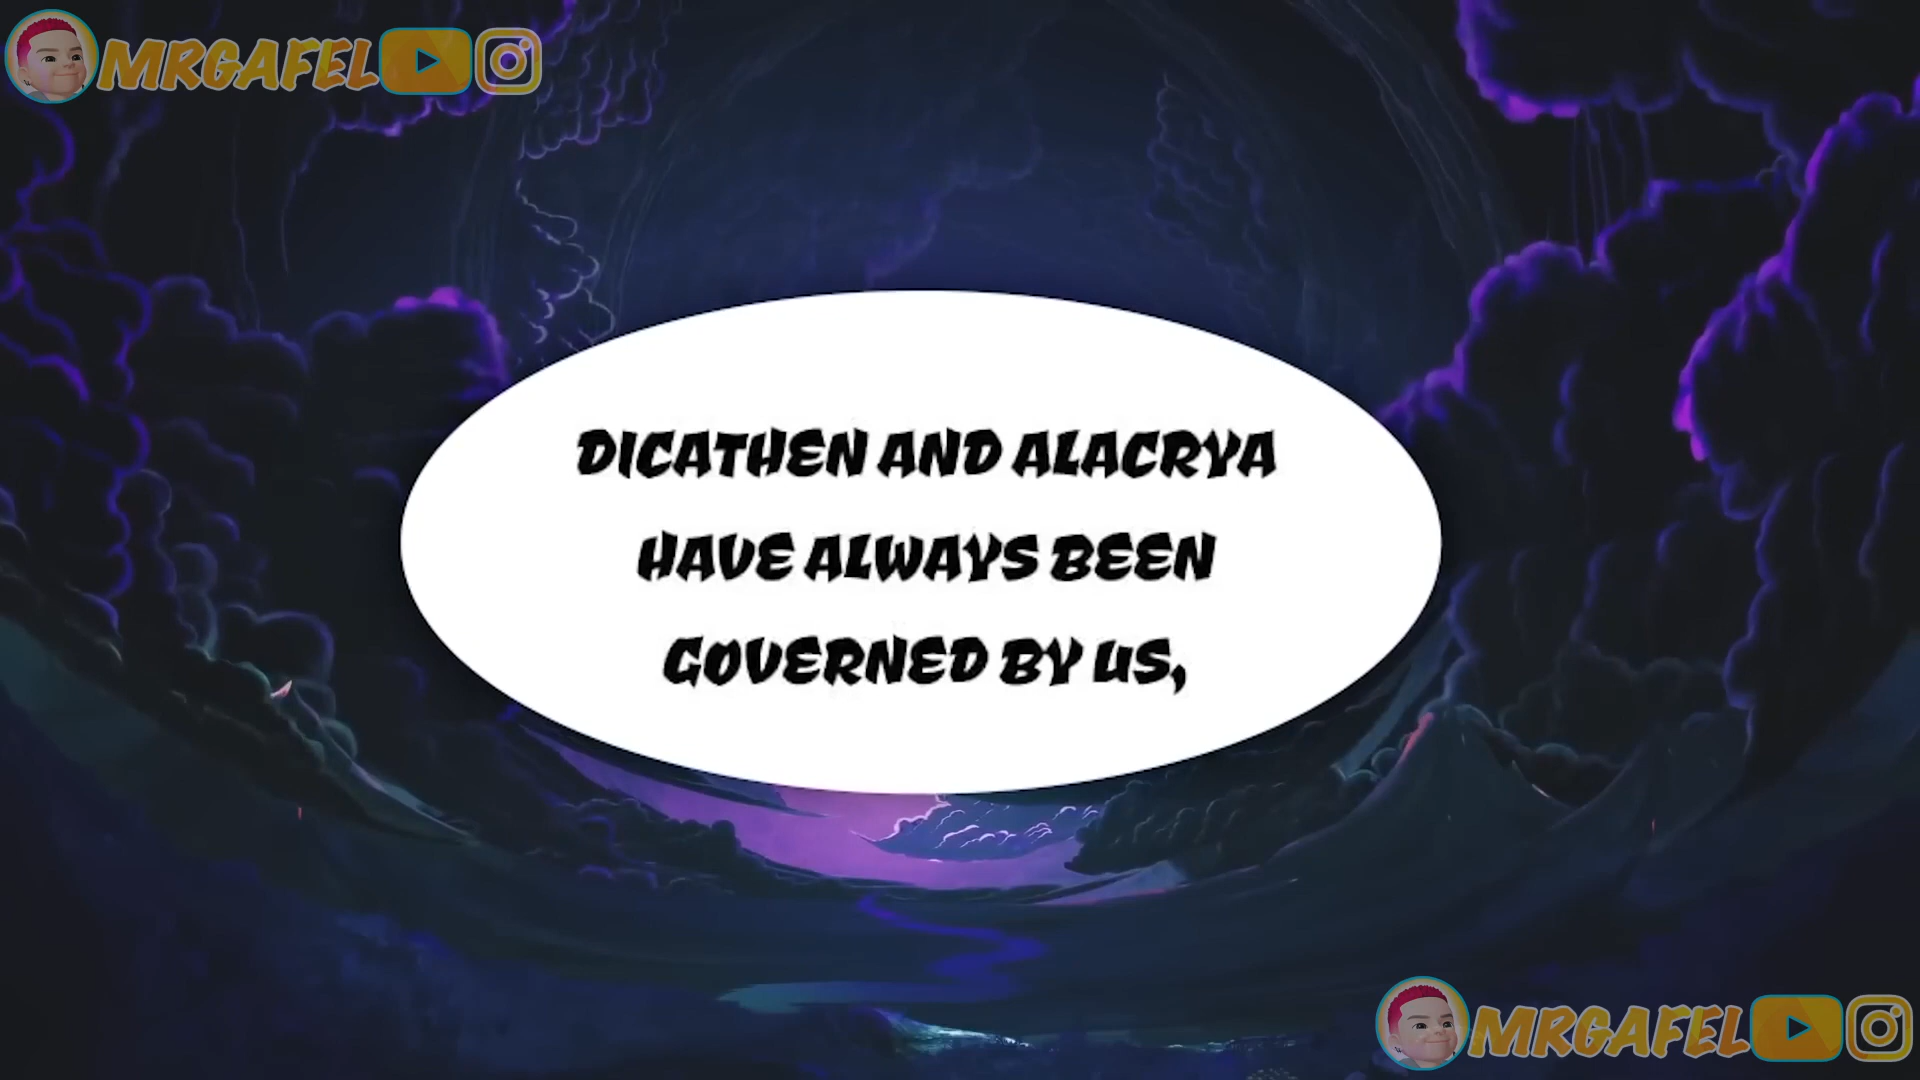 MRGAFEL
DICATHEN AND ALACRYA
HAVE ALWAYS BEEN
GOVERNED BY US,
MRGAFEL